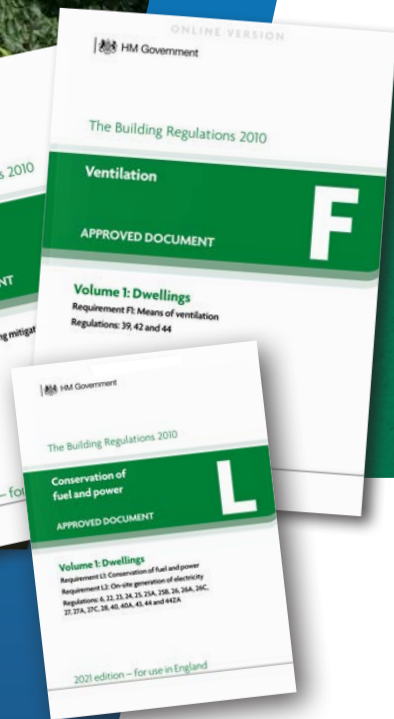 ONLINE VERSION
HM Government
The Building Regulations 2010
Ventilation
F
APPROVED DOCUMENT
Volume 1: Dwellings
Requirement F1: Means of ventilation
Regulations: 39, 42 and 44
s 2010
NT
ng mitigat
– for
HM Government
The Building Regulations 2010
Conservation of
fuel and power
L
APPROVED DOCUMENT
Volume 1: Dwellings
Requirement L1: Conservation of fuel and power
Requirement L2: On-site generation of electricity
Regulations: 6, 22, 23, 24, 25, 25A, 25B, 26, 26A, 26C,
27, 27A, 27C, 28, 40, 40A, 43, 44 and 44ZA
2021 edition – for use in England